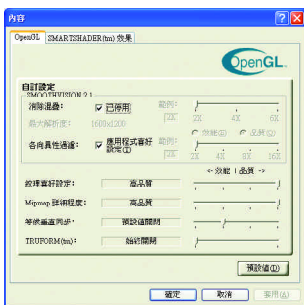 內容
OpenGL SMARTSHADER(tm) 效果
OpenGL.
自訂設定
SMOOTHVISION 2.1
消除混疊: 已停用 範例:
2X 2X 4X 6X
最大解析度: 1600x1200
效能(E) 品質(Q)
各向異性過濾: 應用程式喜好設定(I) 範例:
2X 2X 4X 8X 16X
<- 效能 | 品質 ->
紋理喜好設定: 高品質
Mipmap 詳細程度: 高品質
等候垂直同步: 預設值關閉
TRUFORM(tm): 始終關閉
預設值(D)
確定 取消 套用(A)